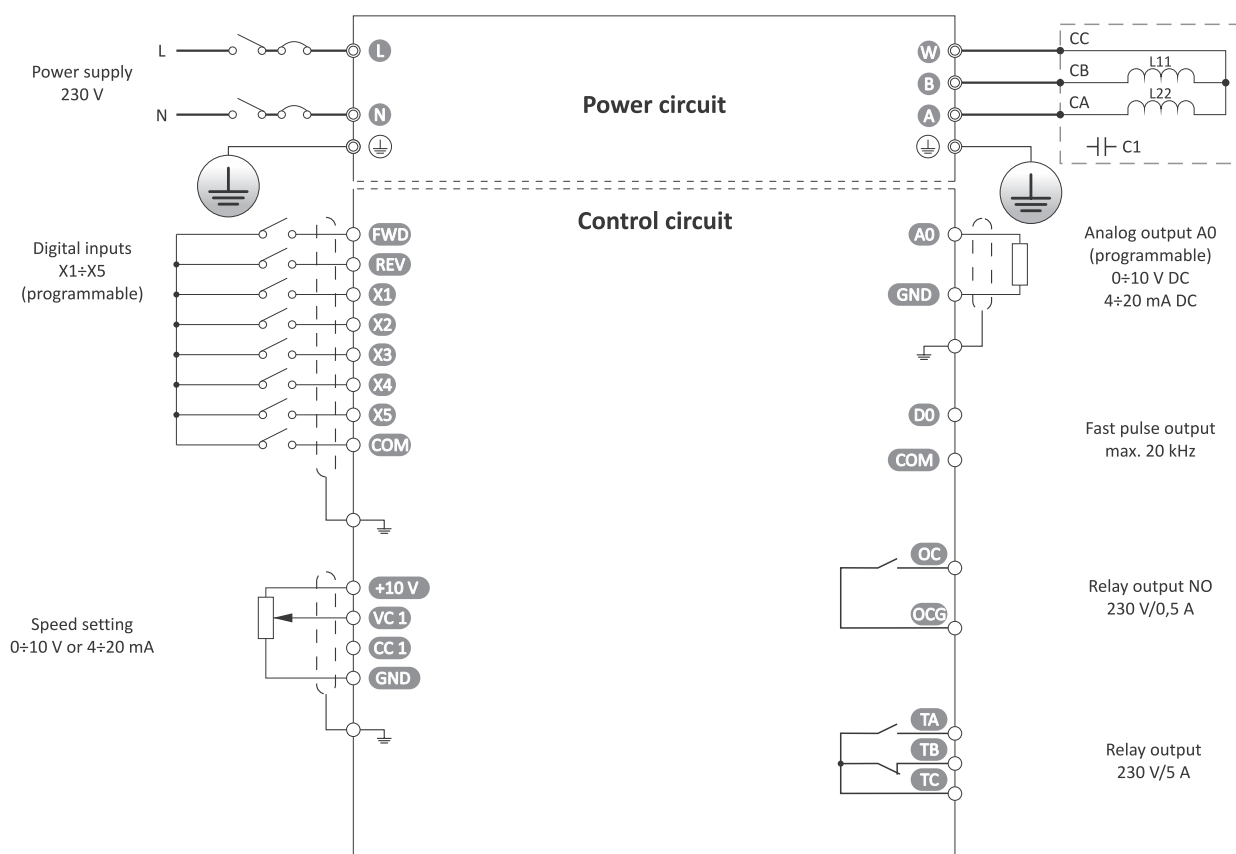 L
Power supply
230 V
N
L
N
Power circuit
W
B
A
CC
CB
CA
L11
L22
C1
Control circuit
Digital inputs
X1÷X5
(programmable)
FWD
REV
X1
X2
X3
X4
X5
COM
A0
GND
Analog output A0
(programmable)
0÷10 V DC
4÷20 mA DC
D0
COM
Fast pulse output
max. 20 kHz
Speed setting
0÷10 V or 4÷20 mA
+10 V
VC 1
CC 1
GND
OC
OCG
Relay output NO
230 V/0,5 A
TA
TB
TC
Relay output
230 V/5 A